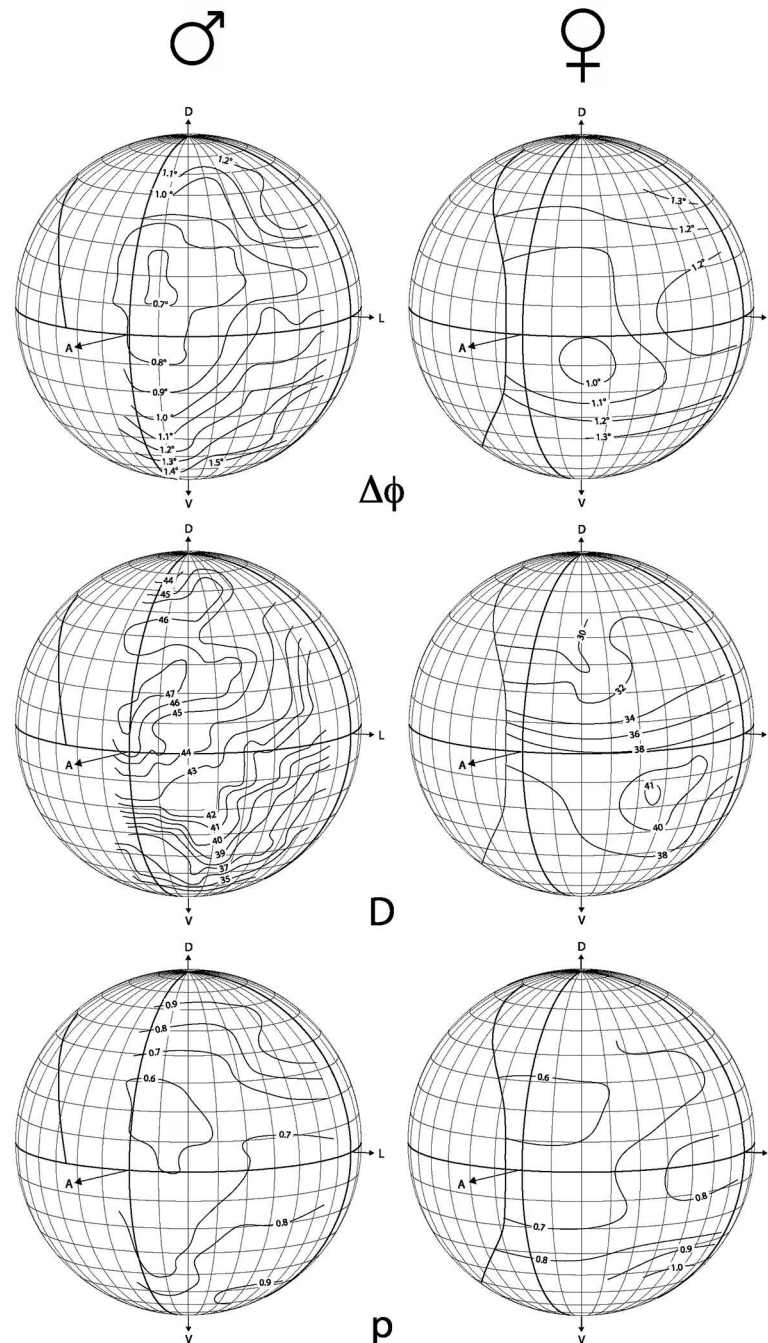 ♂ ♀
D D
1.2° 1.1° 1.0° 1.3° 1.2° 1.2°
0.7° L
A A
0.8° 0.9° 1.0° 1.0 1.1° 1.1° 1.2° 1.2° 1.3° 1.3° 1.4° 1.5°
V V
Δϕ
D D
44 45 46 30
47 46 45 32 34 36 38
L
A 44 43 A 41
42 41 40 40 39 38 37 35
V V
D
D D
0.9 0.8 0.7 0.6 0.6
0.7 L
A A 0.8
0.8 0.7 0.8 0.9 0.9 1.0
V V
p